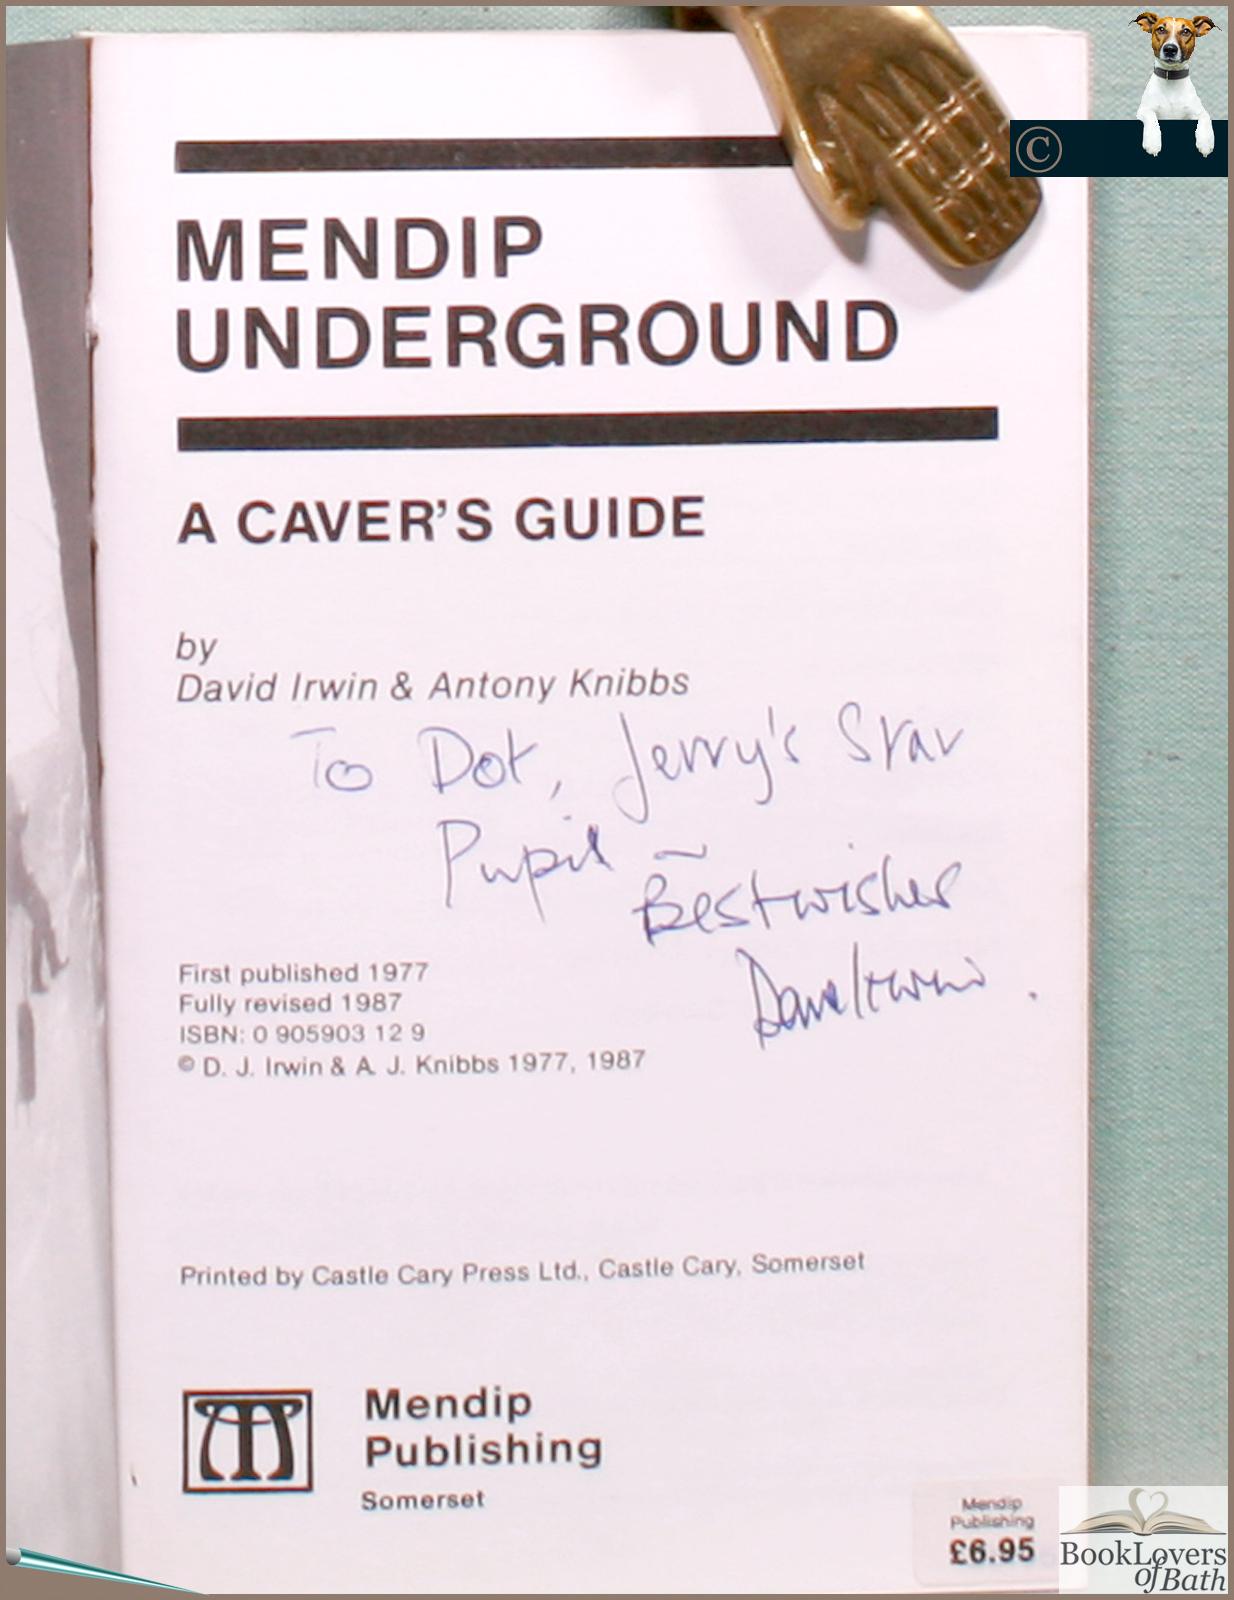 ©
MENDIP
UNDERGROUND
A CAVER'S GUIDE
by
David Irwin & Antony Knibbs
To Dot, Jerry's Star
Pupil ~
Best wishes
Dave Irwin.
First published 1977
Fully revised 1987
ISBN: 0 905903 12 9
© D. J. Irwin & A. J. Knibbs 1977, 1987
Printed by Castle Cary Press Ltd., Castle Cary, Somerset
Mendip
Publishing
Somerset
Mendip
Publishing
£6.95
BookLovers
of Bath